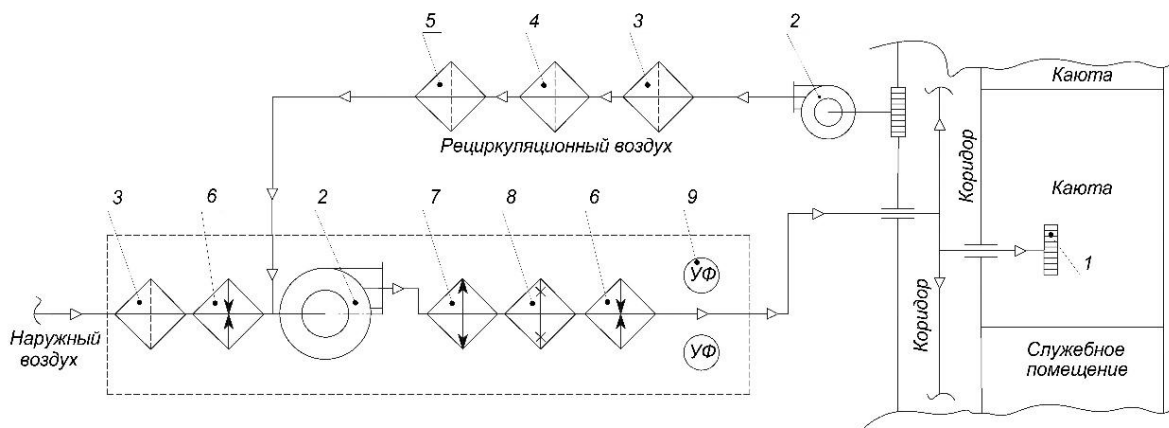 5 4 3 2
Каюта
Рециркуляционный воздух
Коридор
Каюта
3 6 2 7 8 6 9
УФ
1
Наружный
воздух
УФ
Коридор
Служебное
помещение